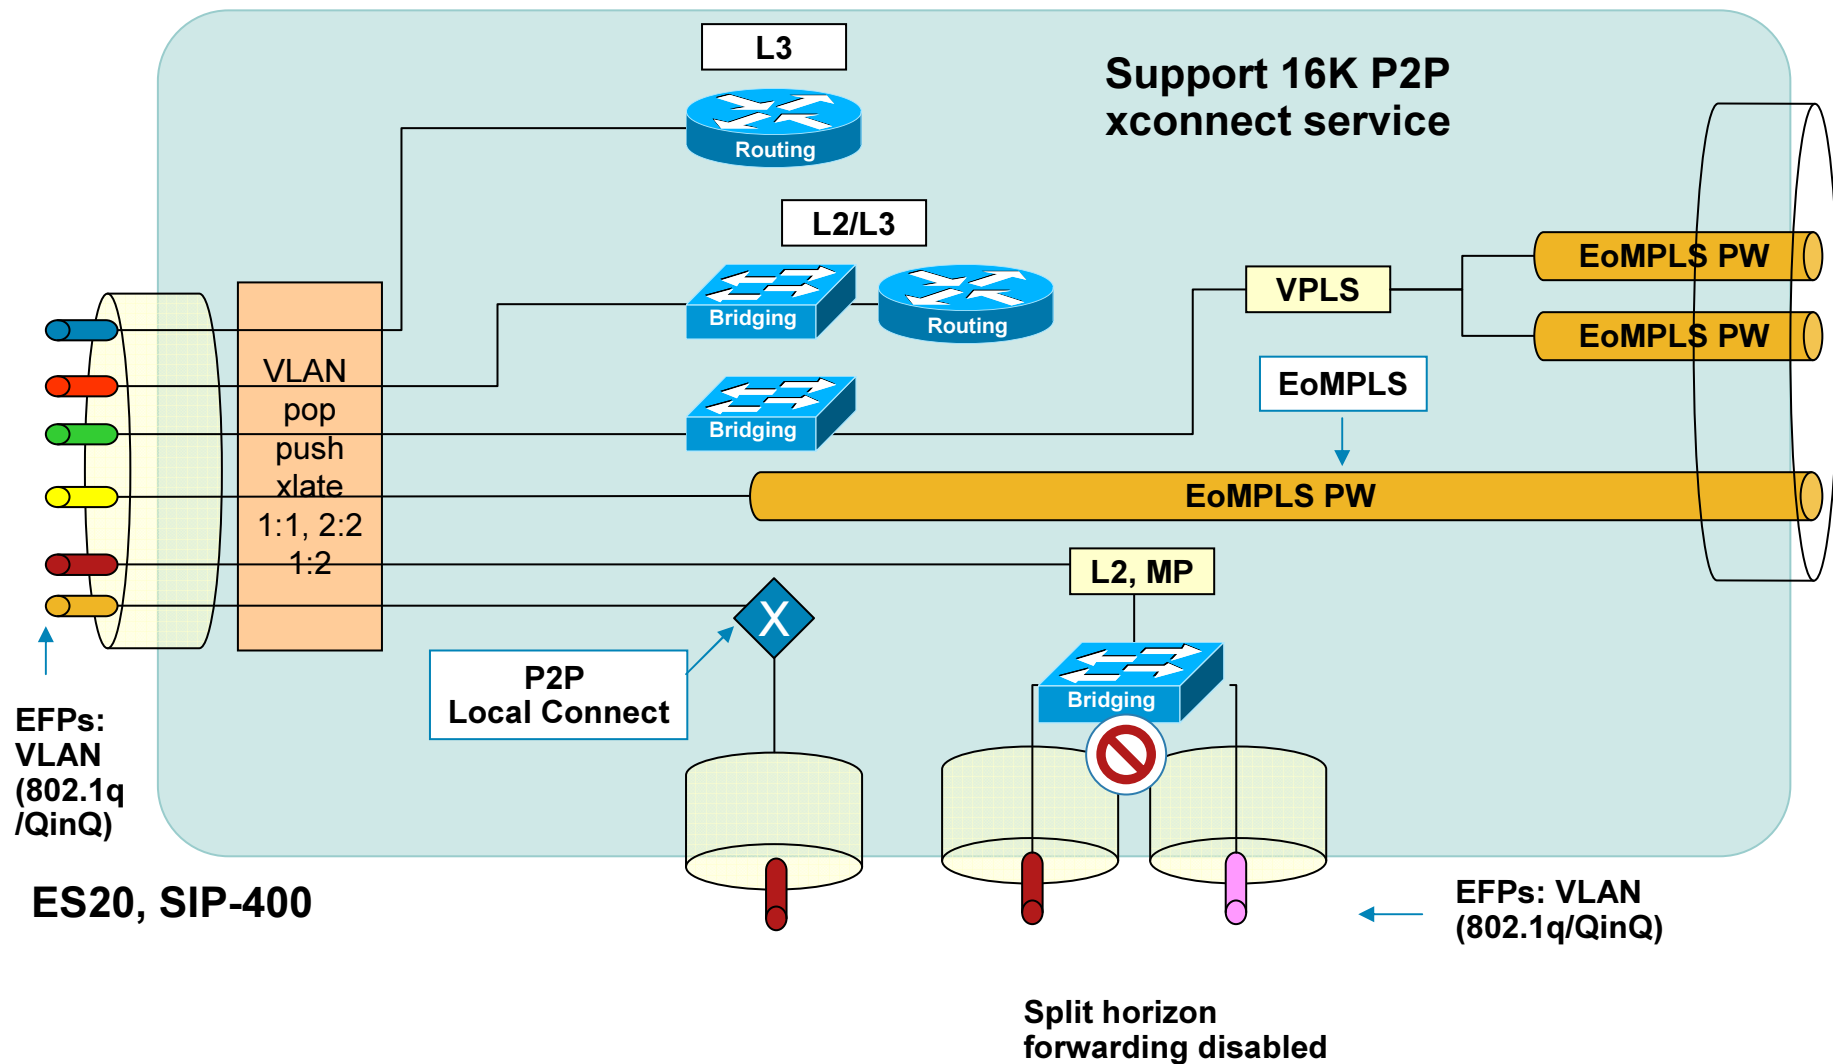 L3
Support 16K P2P
xconnect service
Routing
L2/L3
Bridging
Routing
VPLS
EoMPLS PW
EoMPLS PW
EoMPLS
Bridging
VLAN
pop
push
xlate
1:1, 2:2
1:2
EoMPLS PW
L2, MP
X
P2P
Local Connect
Bridging
EFPs:
VLAN
(802.1q
/QinQ)
ES20, SIP-400
EFPs: VLAN
(802.1q/QinQ)
Split horizon
forwarding disabled